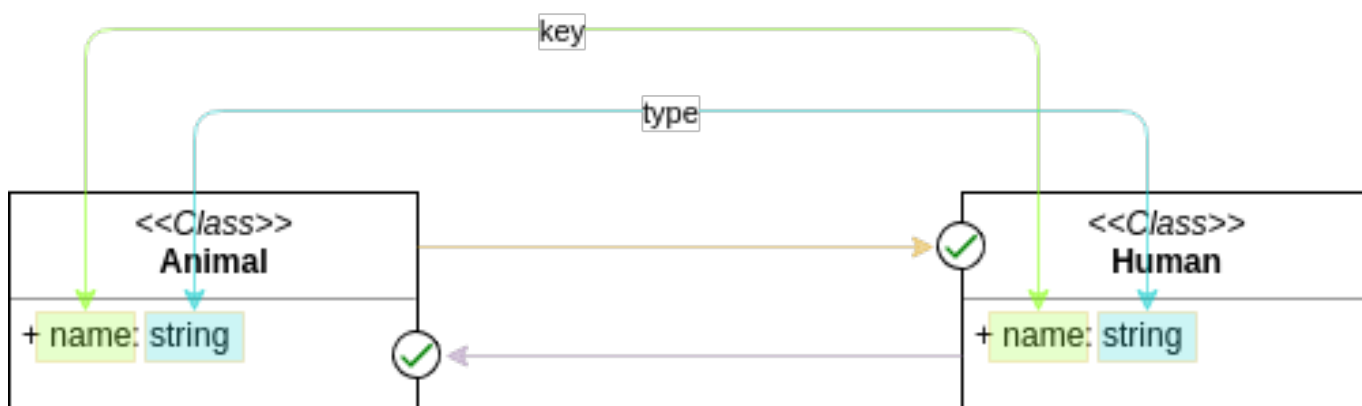 key
type
<<Class>>
Animal
+ name: string
<<Class>>
Human
+ name: string